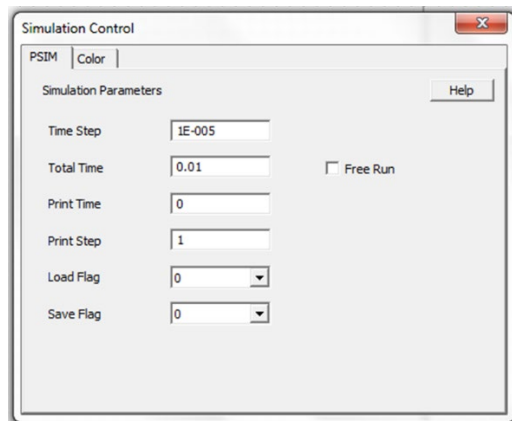 Simulation Control
PSIM Color
Simulation Parameters Help
Time Step 1E-005
Total Time 0.01 Free Run
Print Time 0
Print Step 1
Load Flag 0
Save Flag 0